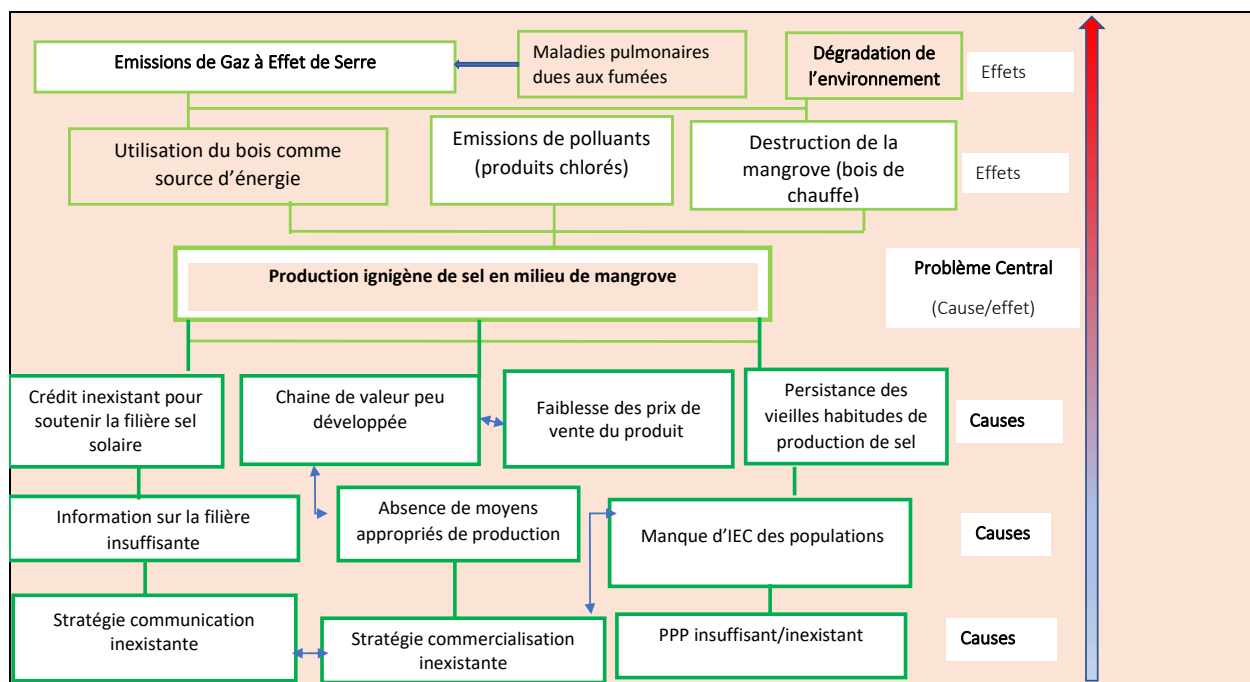 Emissions de Gaz à Effet de Serre
Maladies pulmonaires
dues aux fumées
Dégradation de
l'environnement
Effets
Utilisation du bois comme
source d'énergie
Emissions de polluants
(produits chlorés)
Destruction de la
mangrove (bois de
chauffe)
Effets
Production ignigène de sel en milieu de mangrove
Problème Central
(Cause/effet)
Crédit inexistant pour
soutenir la filière sel
solaire
Chaine de valeur peu
développée
Faiblesse des prix de
vente du produit
Persistance des
vieilles habitudes de
production de sel
Causes
Information sur la filière
insuffisante
Absence de moyens
appropriés de production
Manque d'IEC des populations
Causes
Stratégie communication
inexistante
Stratégie commercialisation
inexistante
PPP insuffisant/inexistant
Causes